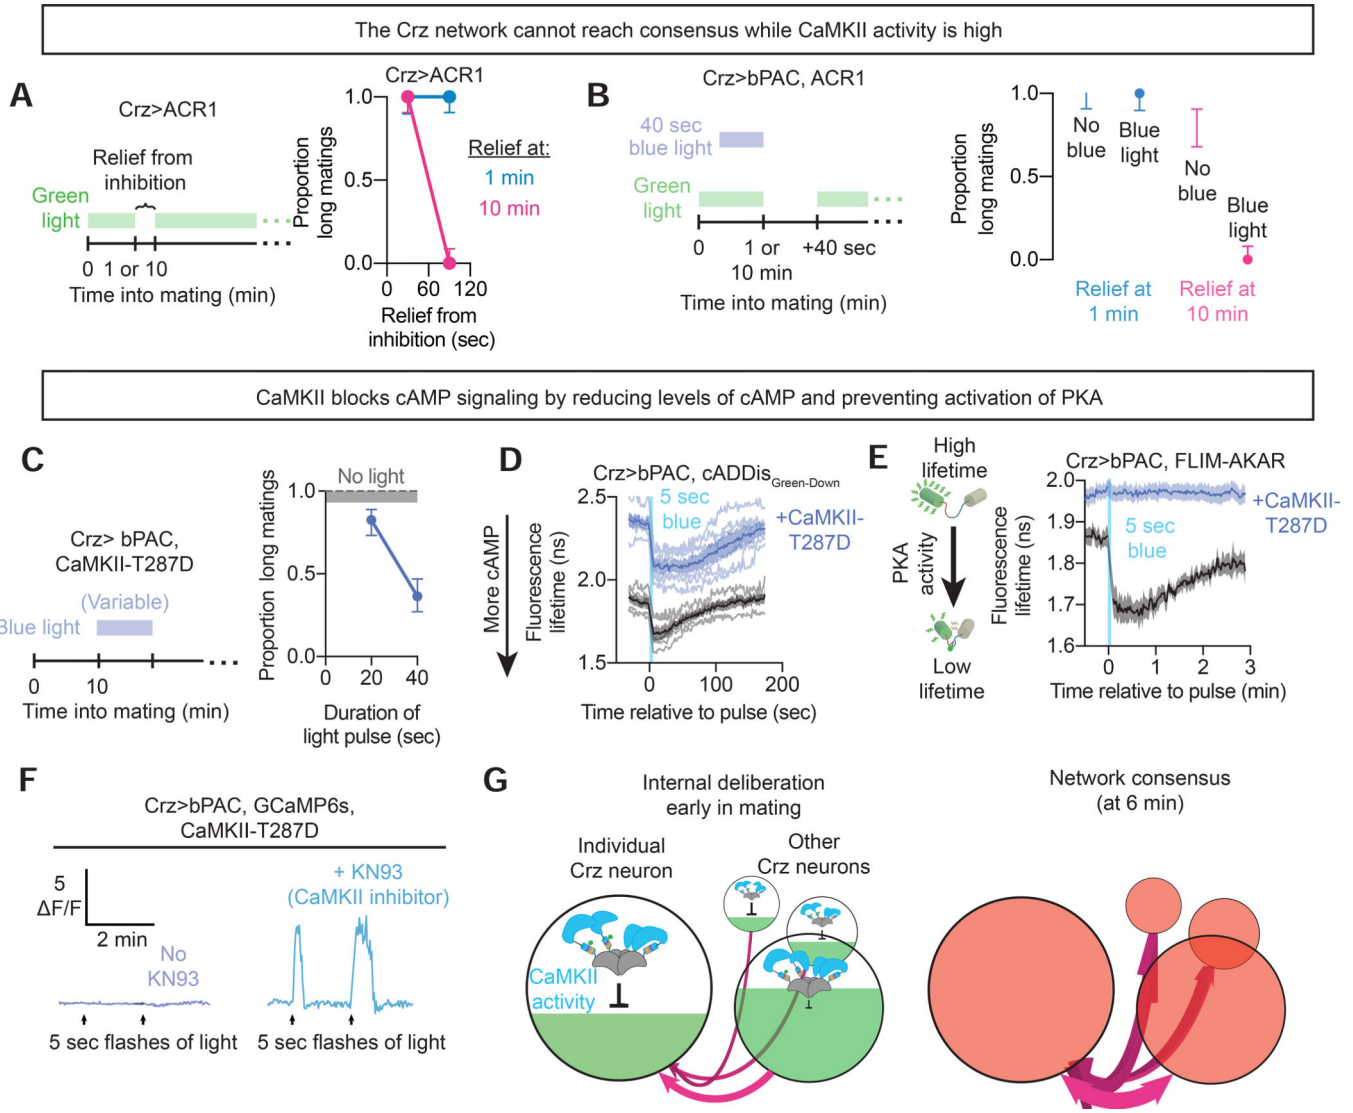 The Crz network cannot reach consensus while CaMKII activity is high
A
Crz>ACR1
Relief from
inhibition
Green
light
0 1 or 10
Time into mating (min)
Crz>ACR1
Proportion
long matings
1.0
0.5
0.0
0 60 120
Relief from
inhibition (sec)
Relief at:
1 min
10 min
B
Crz>bPAC, ACR1
40 sec
blue light
Green
light
0 1 or +40 sec
10 min
Time into mating (min)
Proportion
long matings
1.0
0.5
0.0
No
blue
Blue
light
No
blue
Blue
light
Relief at
1 min
Relief at
10 min
CaMKII blocks cAMP signaling by reducing levels of cAMP and preventing activation of PKA
C
Crz> bPAC,
CaMKII-T287D
(Variable)
Blue light
0 10
Time into mating (min)
Proportion long matings
No light
1.0
0.5
0.0
0 20 40
Duration of
light pulse (sec)
D
Crz>bPAC, cADDisGreen-Down
More cAMP
Fluorescence
lifetime (ns)
2.5
2.0
1.5
5 sec
blue
+CaMKII-
T287D
0 100 200
Time relative to pulse (sec)
E
High
lifetime
PKA
activity
Low
lifetime
Crz>bPAC, FLIM-AKAR
Fluorescence
lifetime (ns)
2.0
1.9
1.8
1.7
1.6
5 sec
blue
+CaMKII-
T287D
0 1 2 3
Time relative to pulse (min)
F
Crz>bPAC, GCaMP6s,
CaMKII-T287D
5
ΔF/F
2 min
No
KN93
5 sec flashes of light
+ KN93
(CaMKII inhibitor)
5 sec flashes of light
G
Internal deliberation
early in mating
Individual
Crz neuron
Other
Crz neurons
CaMKII
activity
Network consensus
(at 6 min)